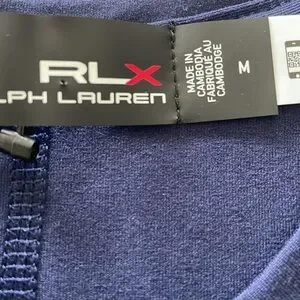 RLX
LPH LAUREN
MADE IN
CAMBODIA
FABRIQUÉ AU
CAMBODGE
M